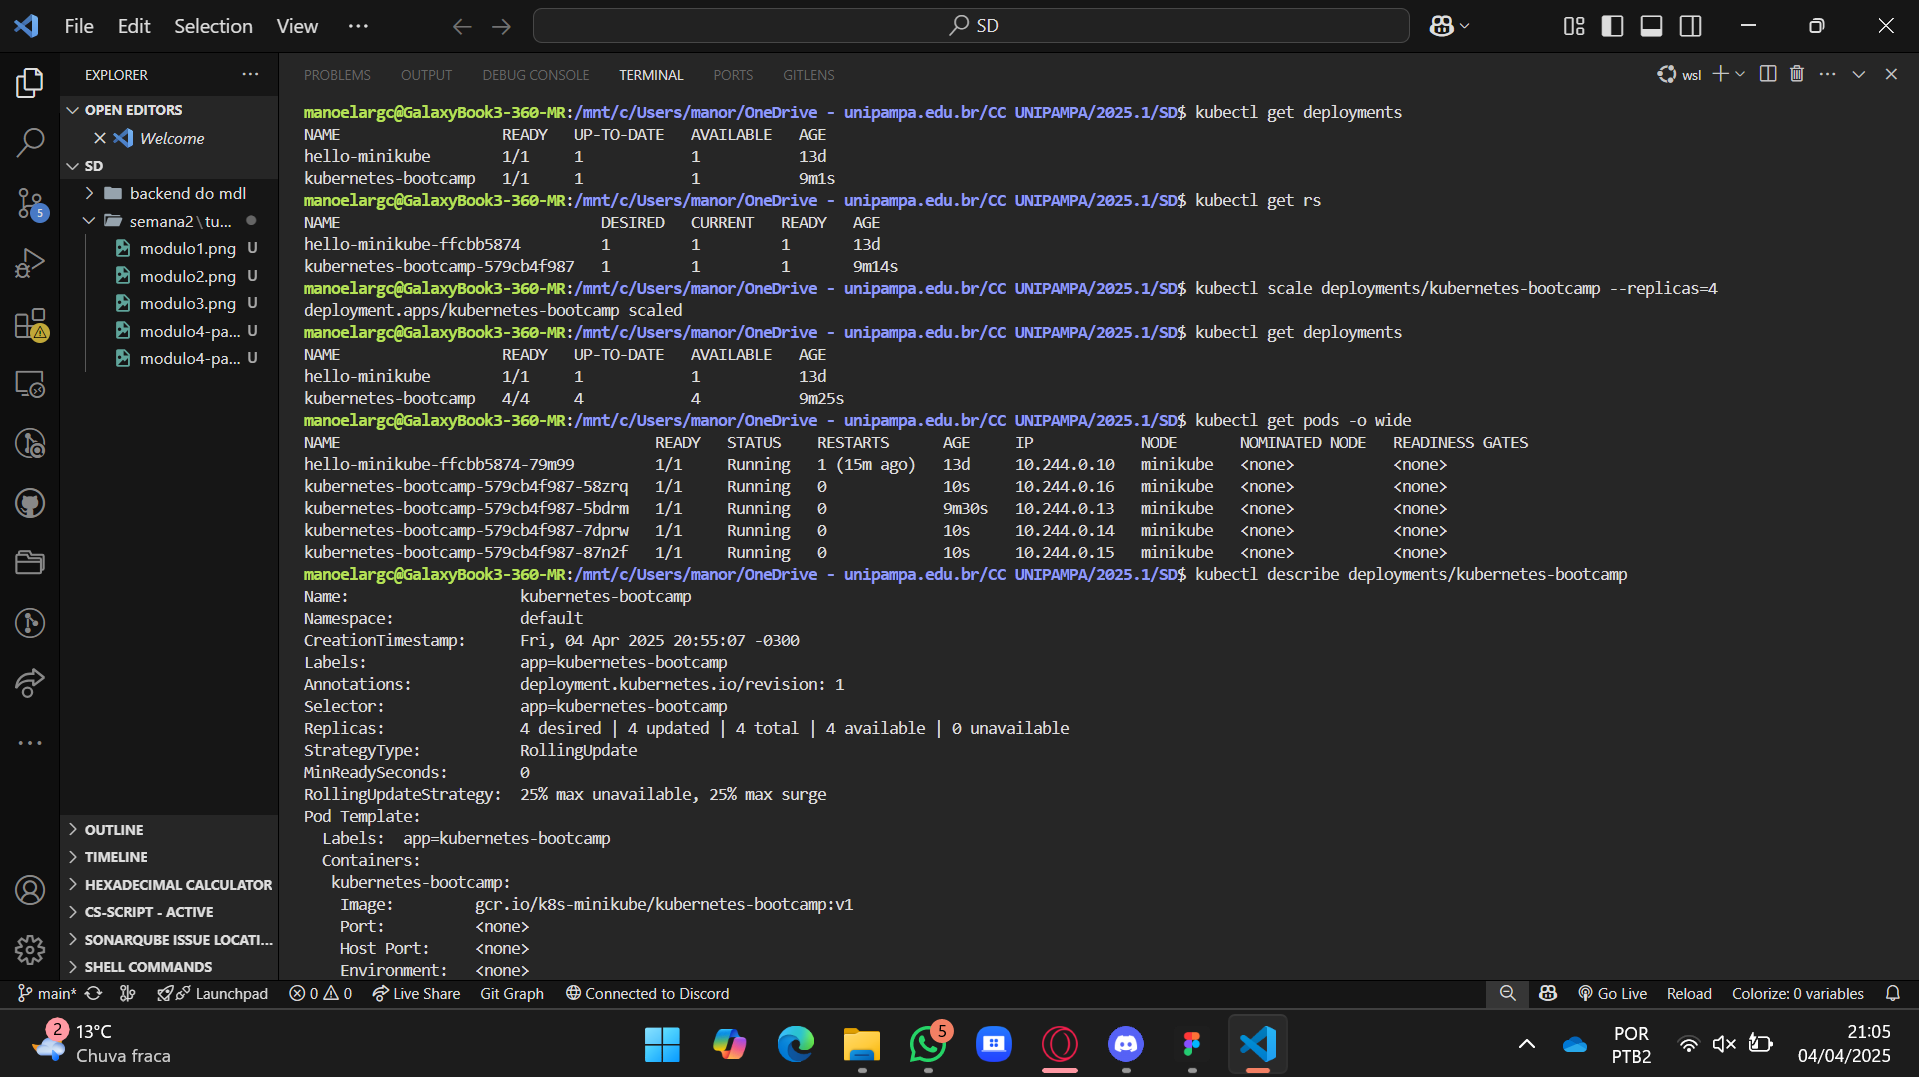 File Edit Selection View ··· SD
EXPLORER ···
OPEN EDITORS
Welcome
SD
backend do mdl
semana2\tu...
modulo1.png U
modulo2.png U
modulo3.png U
modulo4-pa... U
modulo4-pa... U
OUTLINE
TIMELINE
HEXADECIMAL CALCULATOR
CS-SCRIPT - ACTIVE
SONARQUBE ISSUE LOCATI...
SHELL COMMANDS
5
PROBLEMS OUTPUT DEBUG CONSOLE TERMINAL PORTS GITLENS wsl
manoelargc@GalaxyBook3-360-MR:/mnt/c/Users/manor/OneDrive - unipampa.edu.br/CC UNIPAMPA/2025.1/SD$ kubectl get deployments
NAME READY UP-TO-DATE AVAILABLE AGE
hello-minikube 1/1 1 1 13d
kubernetes-bootcamp 1/1 1 1 9m1s
manoelargc@GalaxyBook3-360-MR:/mnt/c/Users/manor/OneDrive - unipampa.edu.br/CC UNIPAMPA/2025.1/SD$ kubectl get rs
NAME DESIRED CURRENT READY AGE
hello-minikube-ffcbb5874 1 1 1 13d
kubernetes-bootcamp-579cb4f987 1 1 1 9m14s
manoelargc@GalaxyBook3-360-MR:/mnt/c/Users/manor/OneDrive - unipampa.edu.br/CC UNIPAMPA/2025.1/SD$ kubectl scale deployments/kubernetes-bootcamp --replicas=4
deployment.apps/kubernetes-bootcamp scaled
manoelargc@GalaxyBook3-360-MR:/mnt/c/Users/manor/OneDrive - unipampa.edu.br/CC UNIPAMPA/2025.1/SD$ kubectl get deployments
NAME READY UP-TO-DATE AVAILABLE AGE
hello-minikube 1/1 1 1 13d
kubernetes-bootcamp 4/4 4 4 9m25s
manoelargc@GalaxyBook3-360-MR:/mnt/c/Users/manor/OneDrive - unipampa.edu.br/CC UNIPAMPA/2025.1/SD$ kubectl get pods -o wide
NAME READY STATUS RESTARTS AGE IP NODE NOMINATED NODE READINESS GATES
hello-minikube-ffcbb5874-79m99 1/1 Running 1 (15m ago) 13d 10.244.0.10 minikube <none> <none>
kubernetes-bootcamp-579cb4f987-58zrq 1/1 Running 0 10s 10.244.0.16 minikube <none> <none>
kubernetes-bootcamp-579cb4f987-5bdrm 1/1 Running 0 9m30s 10.244.0.13 minikube <none> <none>
kubernetes-bootcamp-579cb4f987-7dprw 1/1 Running 0 10s 10.244.0.14 minikube <none> <none>
kubernetes-bootcamp-579cb4f987-87n2f 1/1 Running 0 10s 10.244.0.15 minikube <none> <none>
manoelargc@GalaxyBook3-360-MR:/mnt/c/Users/manor/OneDrive - unipampa.edu.br/CC UNIPAMPA/2025.1/SD$ kubectl describe deployments/kubernetes-bootcamp
Name: kubernetes-bootcamp
Namespace: default
CreationTimestamp: Fri, 04 Apr 2025 20:55:07 -0300
Labels: app=kubernetes-bootcamp
Annotations: deployment.kubernetes.io/revision: 1
Selector: app=kubernetes-bootcamp
Replicas: 4 desired | 4 updated | 4 total | 4 available | 0 unavailable
StrategyType: RollingUpdate
MinReadySeconds: 0
RollingUpdateStrategy: 25% max unavailable, 25% max surge
Pod Template:
Labels: app=kubernetes-bootcamp
Containers:
kubernetes-bootcamp:
Image: gcr.io/k8s-minikube/kubernetes-bootcamp:v1
Port: <none>
Host Port: <none>
Environment: <none>
main* Launchpad 0 0 Live Share Git Graph Connected to Discord Go Live Reload Colorize: 0 variables
2 13°C
Chuva fraca
5
POR
PTB2
21:05
04/04/2025